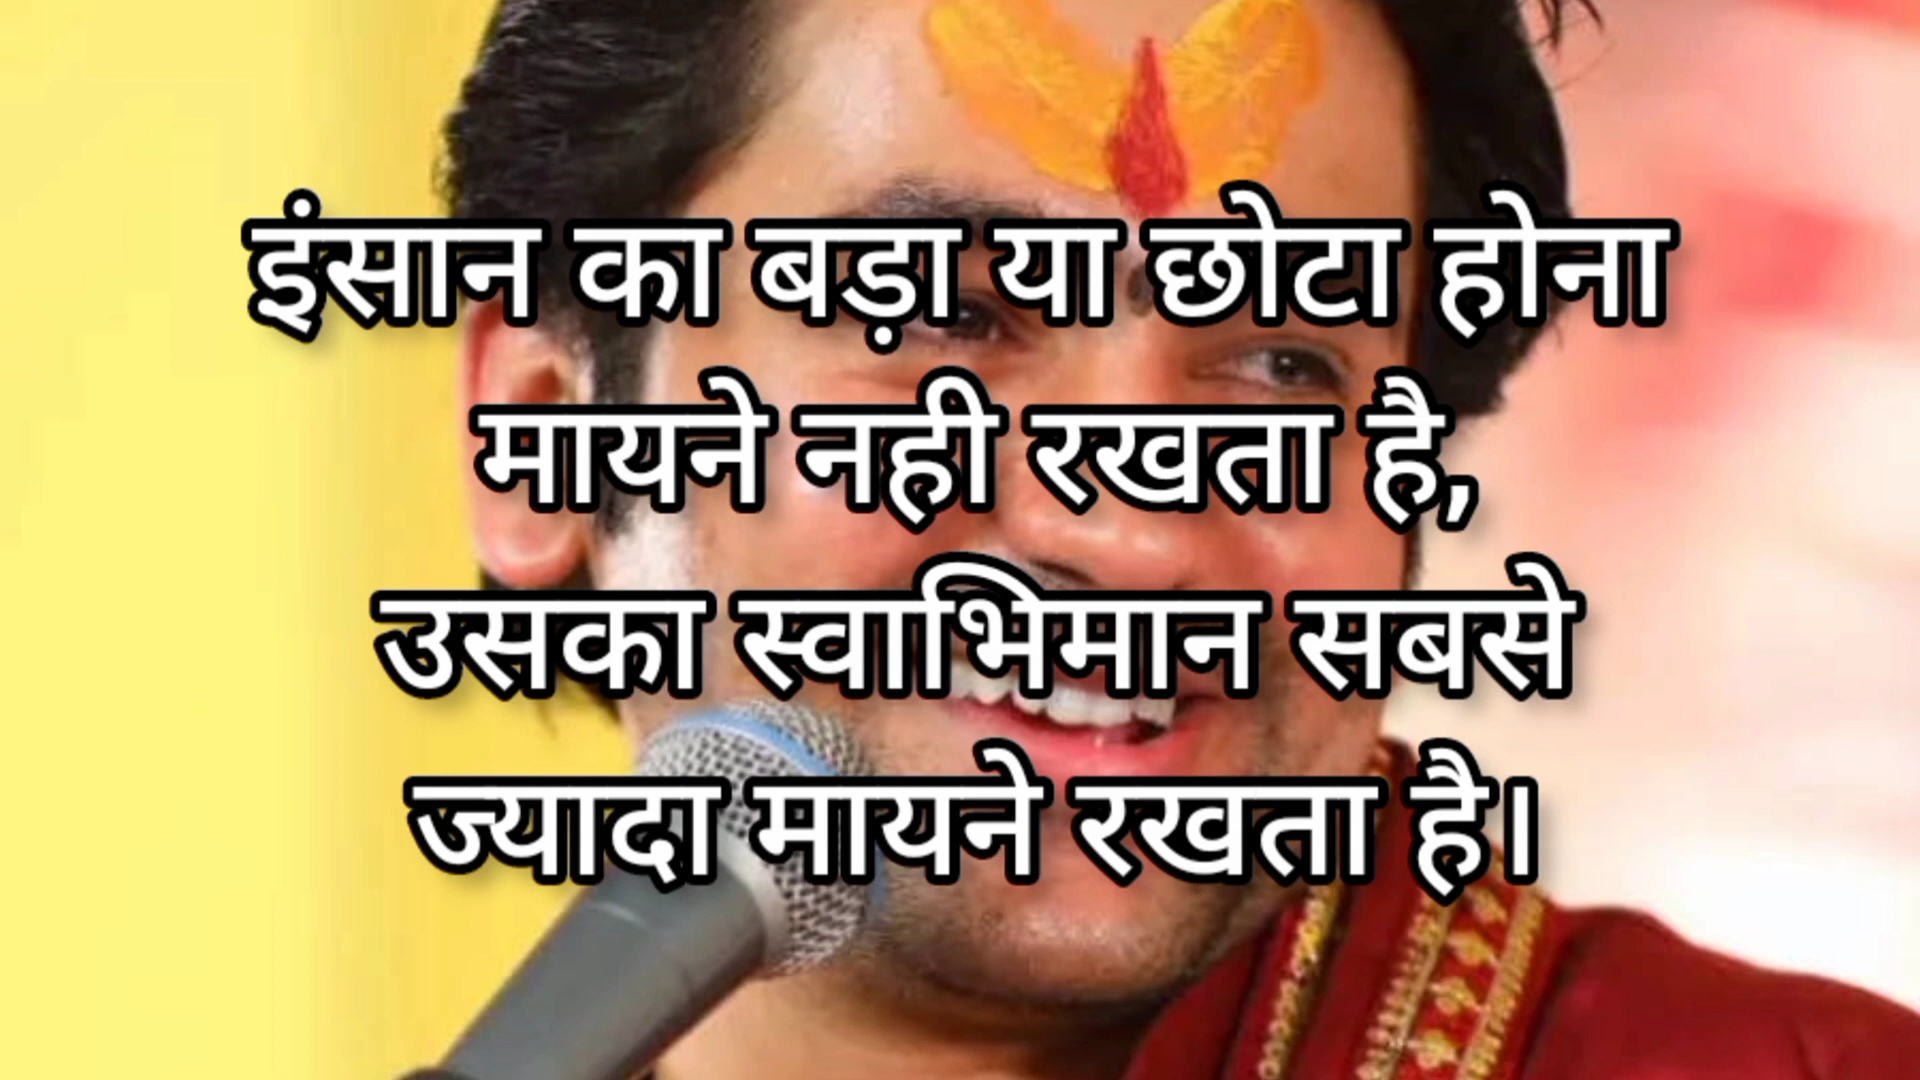 इंसान का बड़ा या छोटा होना
मायने नही रखता है,
उसका स्वाभिमान सबसे
ज्यादा मायने रखता है।